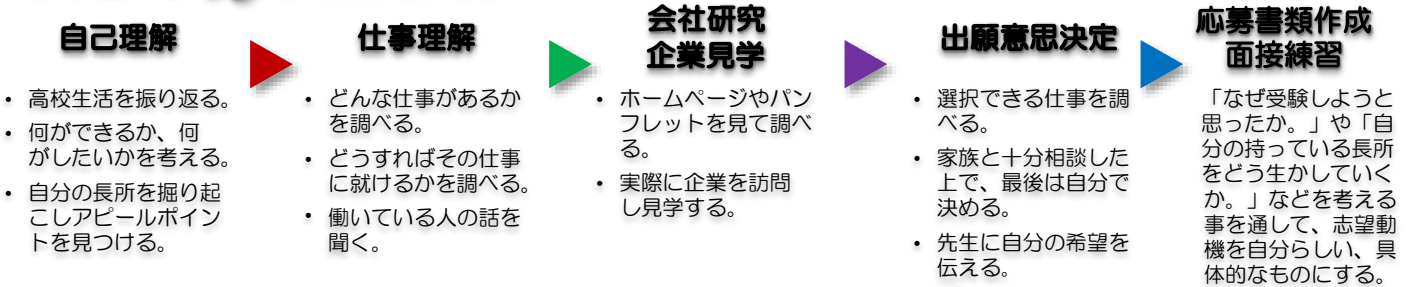 自己理解
・ 高校生活を振り返る。
・ 何ができるか、何
がしたいかを考える。
・ 自分の長所を掘り起
こしアピールポイン
トを見つける。
仕事理解
・ どんな仕事があるか
を調べる。
・ どうすればその仕事
に就けるかを調べる。
・ 働いている人の話を
聞く。
会社研究
企業見学
・ ホームページやパン
フレットを見て調べ
る。
・ 実際に企業を訪問
し見学する。
出願意思決定
・ 選択できる仕事を調
べる。
・ 家族と十分相談した
上で、最後は自分で
決める。
・ 先生に自分の希望を
伝える。
応募書類作成
面接練習
「なぜ受験しようと
思ったか。」や「自
分の持っている長所
をどう生かしていく
か。」などを考える
事を通して、志望動
機を自分らしい、具
体的なものにする。